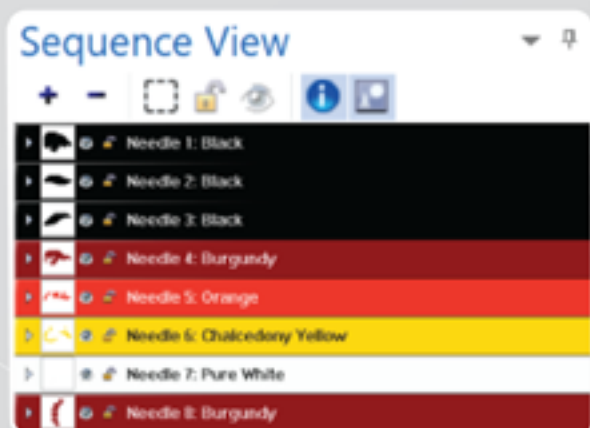 Sequence View
Needle 1: Black
Needle 2: Black
Needle 3: Black
Needle 4: Burgundy
Needle 5: Orange
Needle 6: Chalcedony Yellow
Needle 7: Pure White
Needle 8: Burgundy